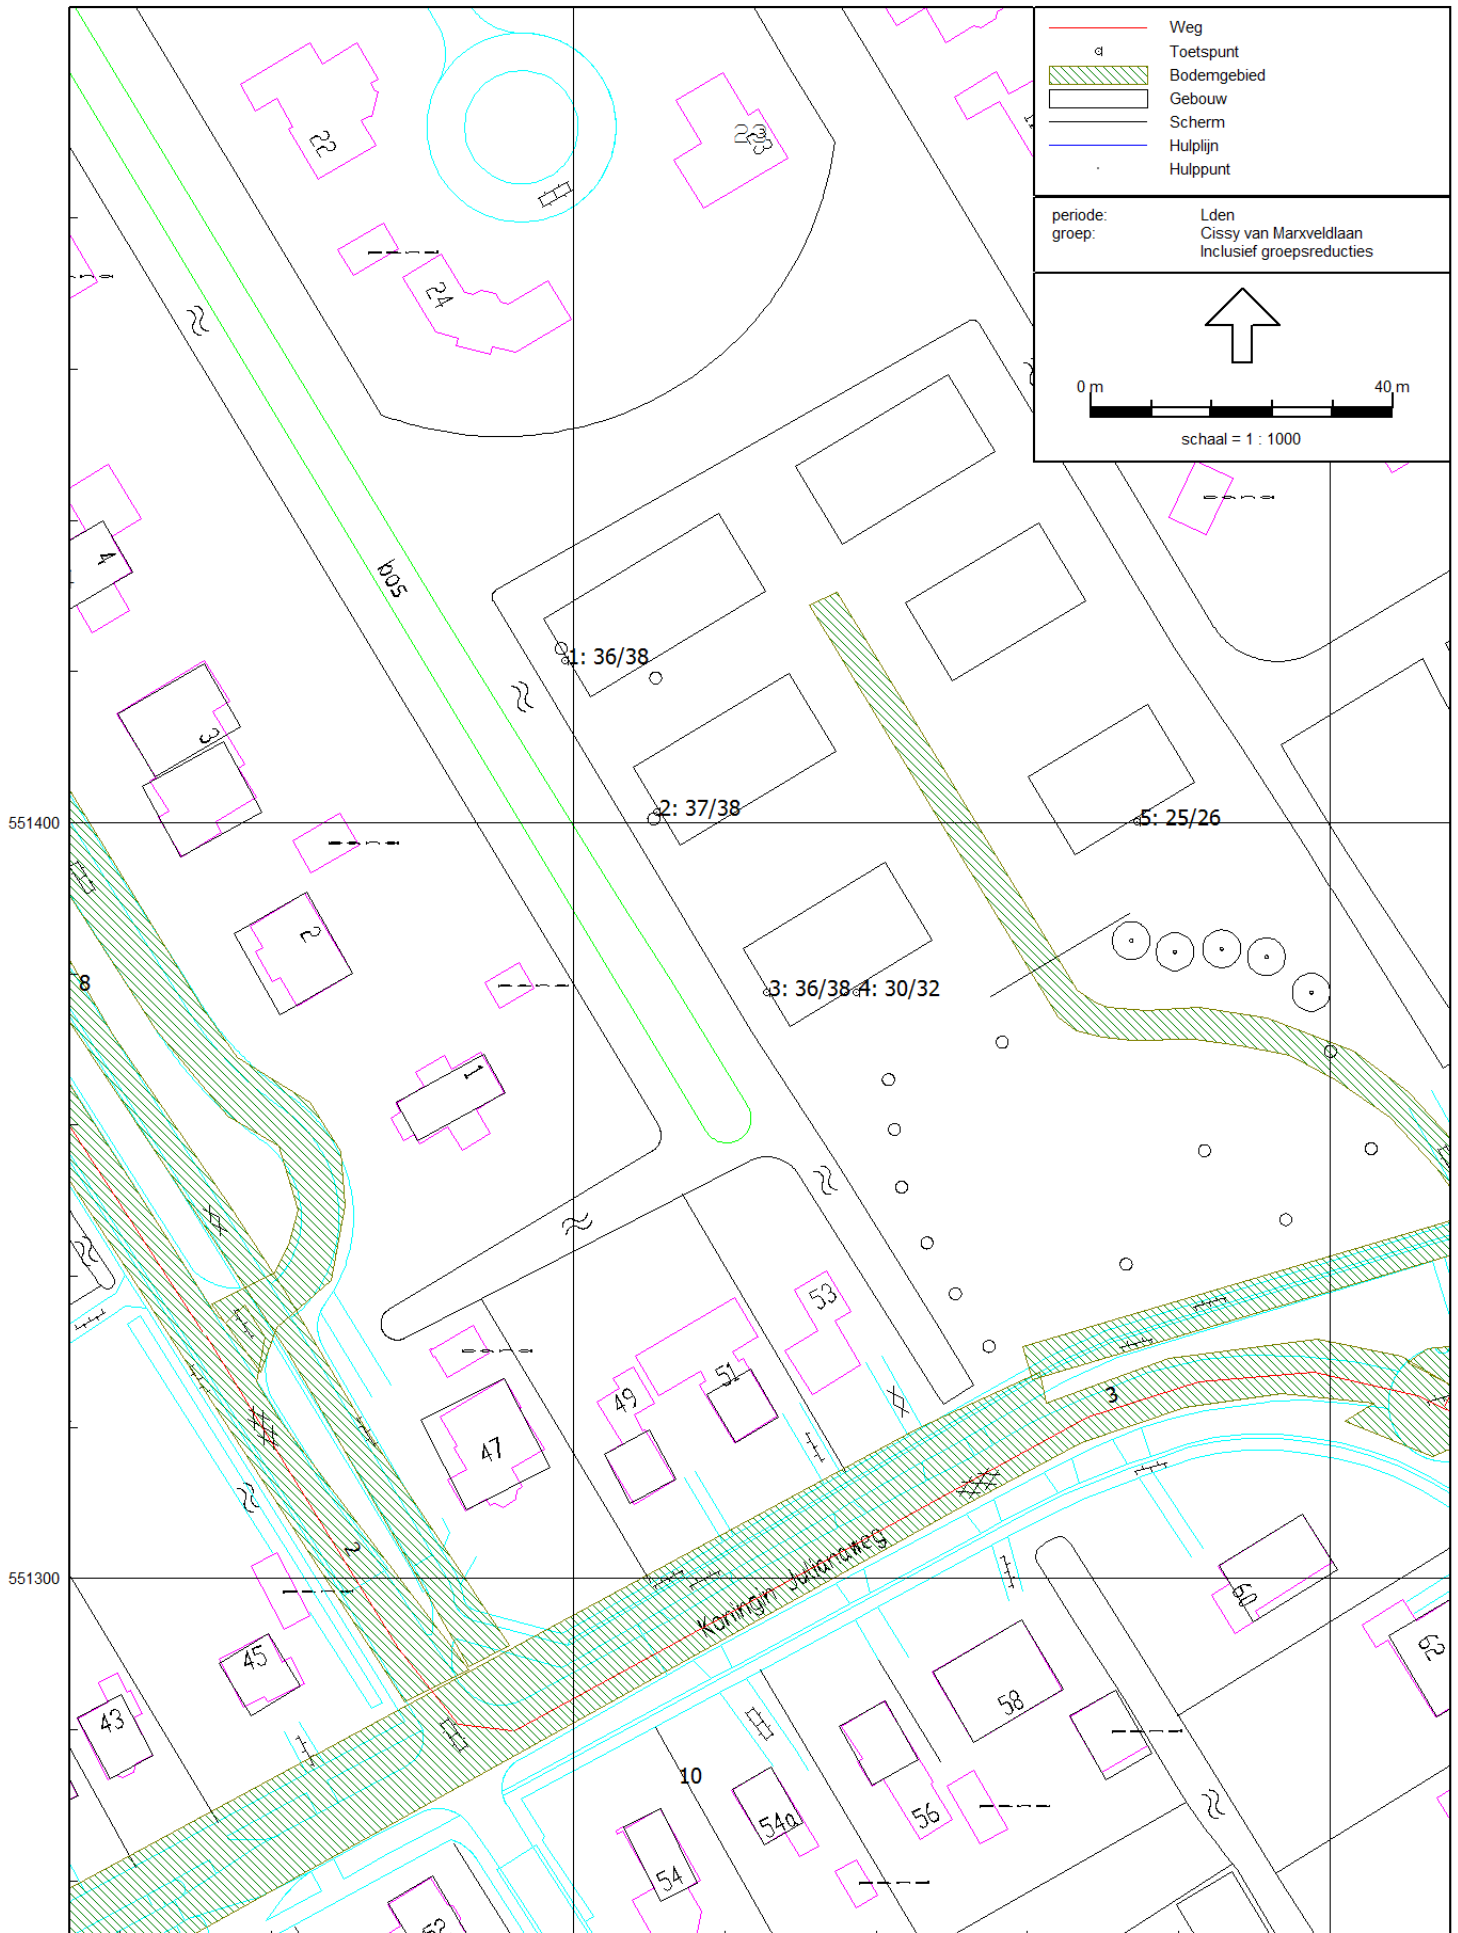 Weg
Toetspunt
Bodemgebied
Gebouw
Scherm
Hulplijn
Hulppunt
periode: Lden
groep: Cissy van Marxveldlaan
Inclusief groepsreducties
0 m 40 m
schaal = 1 : 1000
22
23
23
24
4
bos
1: 36/38
3
2: 37/38
551400
5: 25/26
2
8
3: 36/38
4: 30/32
1
53
51
49
3
47
2
Koningin Julianaweg
551300
60
62
45
58
43
10
56
54a
54